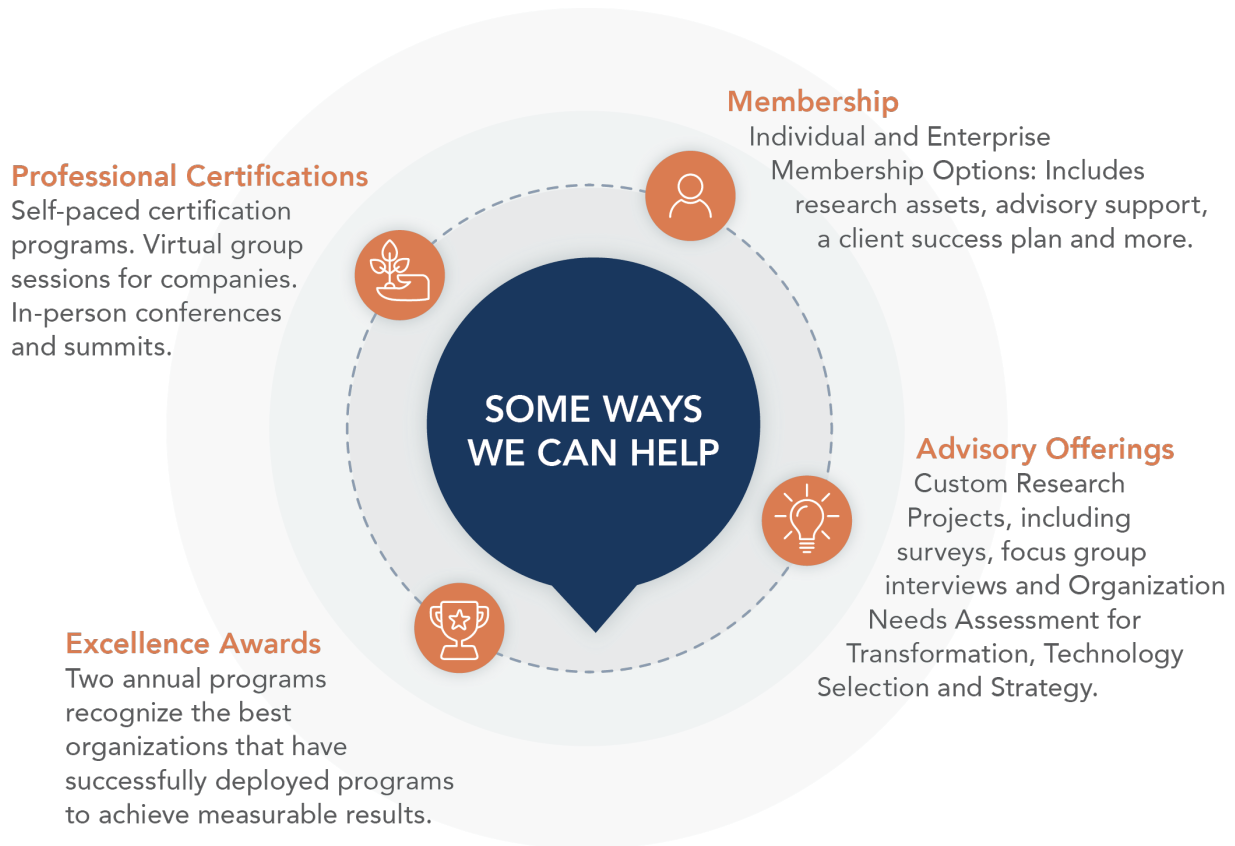 SOME WAYS
WE CAN HELP
Membership
Individual and Enterprise
Membership Options: Includes
research assets, advisory support,
a client success plan and more.
Advisory Offerings
Custom Research
Projects, including
surveys, focus group
interviews and Organization
Needs Assessment for
Transformation, Technology
Selection and Strategy.
Excellence Awards
Two annual programs
recognize the best
organizations that have
successfully deployed programs
to achieve measurable results.
Professional Certifications
Self-paced certification
programs. Virtual group
sessions for companies.
In-person conferences
and summits.